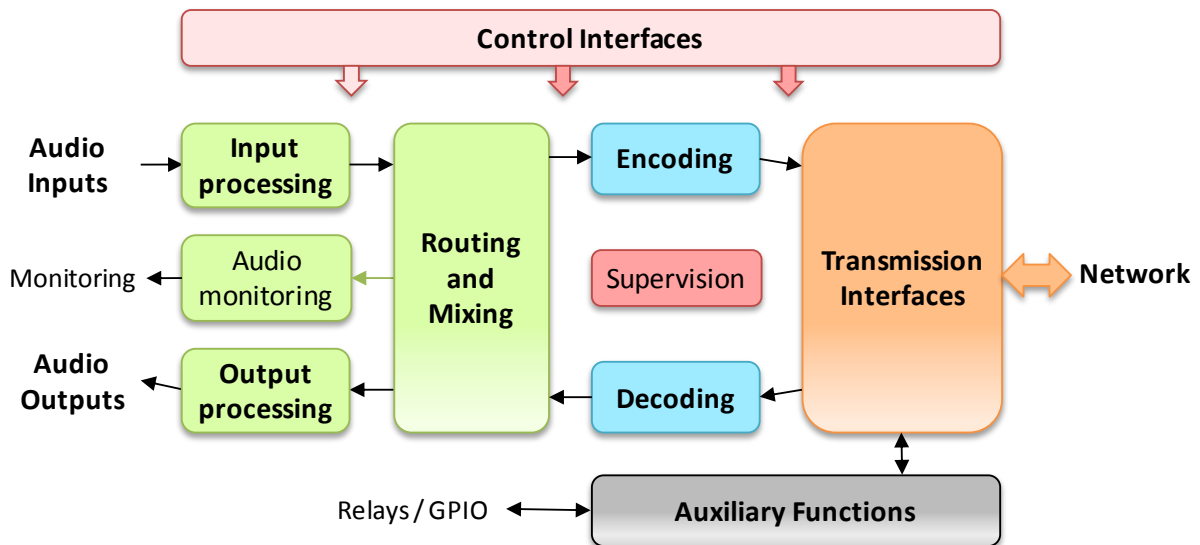 Control Interfaces
Audio
Inputs
Input
processing
Routing
and
Mixing
Encoding
Transmission
Interfaces
Network
Monitoring
Audio
monitoring
Supervision
Audio
Outputs
Output
processing
Decoding
Relays / GPIO
Auxiliary Functions